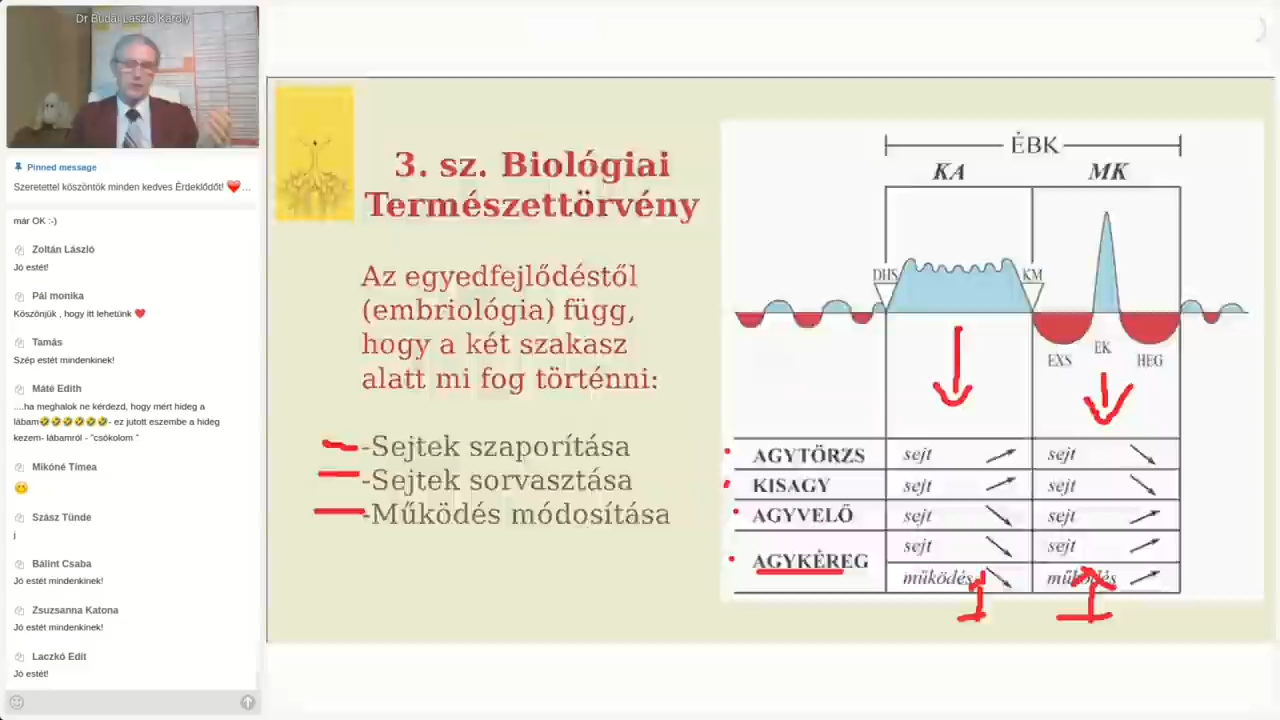 Dr Budai László Károly
Pinned message
Szeretettel köszöntök minden kedves Érdeklődőt! ❤️ ...
már OK :-)
Zoltán László
Jó estét!
Pál monika
Köszönjük , hogy itt lehetünk ❤️
Tamás
Szép estét mindenkinek!
Máté Edith
....ha meghalok ne kérdezd, hogy mért hideg a
lábam🤣🤣🤣🤣🤣🤣- ez jutott eszembe a hideg
kezem- lábamról - "csókolom "
Mikóné Tímea
😊
Szász Tünde
j
Bálint Csaba
Jó estét mindenkinek!
Zsuzsanna Katona
Jó estét mindenkinek!
Laczkó Edit
Jó estét!
3. sz. Biológiai
Természettörvény
Az egyedfejlődéstől
(embriológia) függ,
hogy a két szakasz
alatt mi fog történni:
-Sejtek szaporítása
-Sejtek sorvasztása
-Működés módosítása
ÉBK
KA MK
DHS KM
EXS EK HEG
AGYTÖRZS sejt sejt
KISAGY sejt sejt
AGYVELŐ sejt sejt
AGYKÉREG sejt sejt
működés működés